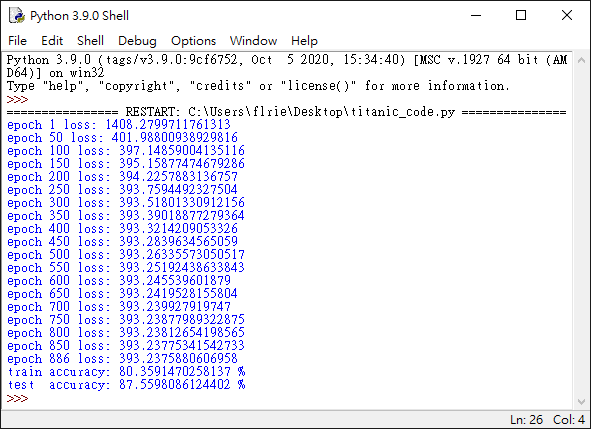 Python 3.9.0 Shell
File Edit Shell Debug Options Window Help
Python 3.9.0 (tags/v3.9.0:9cf6752, Oct  5 2020, 15:34:40) [MSC v.1927 64 bit (AM
D64)] on win32
Type "help", "copyright", "credits" or "license()" for more information.
>>>
================ RESTART: C:\Users\flrie\Desktop\titanic_code.py ===============
epoch 1 loss: 1408.2799711761313
epoch 50 loss: 401.98800938929816
epoch 100 loss: 397.14859004135116
epoch 150 loss: 395.15877474679286
epoch 200 loss: 394.2257883136757
epoch 250 loss: 393.7594492327504
epoch 300 loss: 393.51801330912156
epoch 350 loss: 393.39018877279364
epoch 400 loss: 393.3214209053326
epoch 450 loss: 393.2839634565059
epoch 500 loss: 393.26335573050517
epoch 550 loss: 393.25192438633843
epoch 600 loss: 393.245539601879
epoch 650 loss: 393.2419528155804
epoch 700 loss: 393.239927919747
epoch 750 loss: 393.23877989322875
epoch 800 loss: 393.23812654198565
epoch 850 loss: 393.23775341542733
epoch 886 loss: 393.2375880606958
train accuracy: 80.3591470258137 %
test  accuracy: 87.5598086124402 %
>>>
Ln: 26 Col: 4